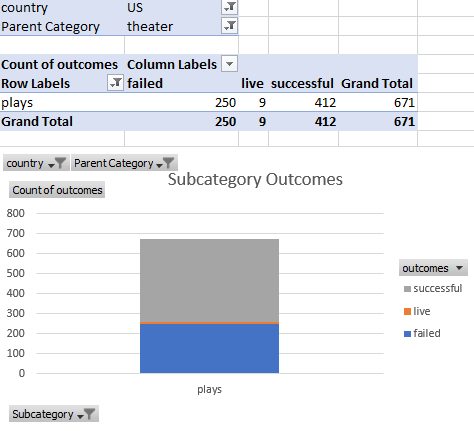 country US
Parent Category theater
Count of outcomes Column Labels
Row Labels failed live successful Grand Total
plays 250 9 412 671
Grand Total 250 9 412 671
country Parent Category
Subcategory Outcomes
Count of outcomes
800
700
600
500
400
300
200
100
0
plays
outcomes
successful
live
failed
Subcategory